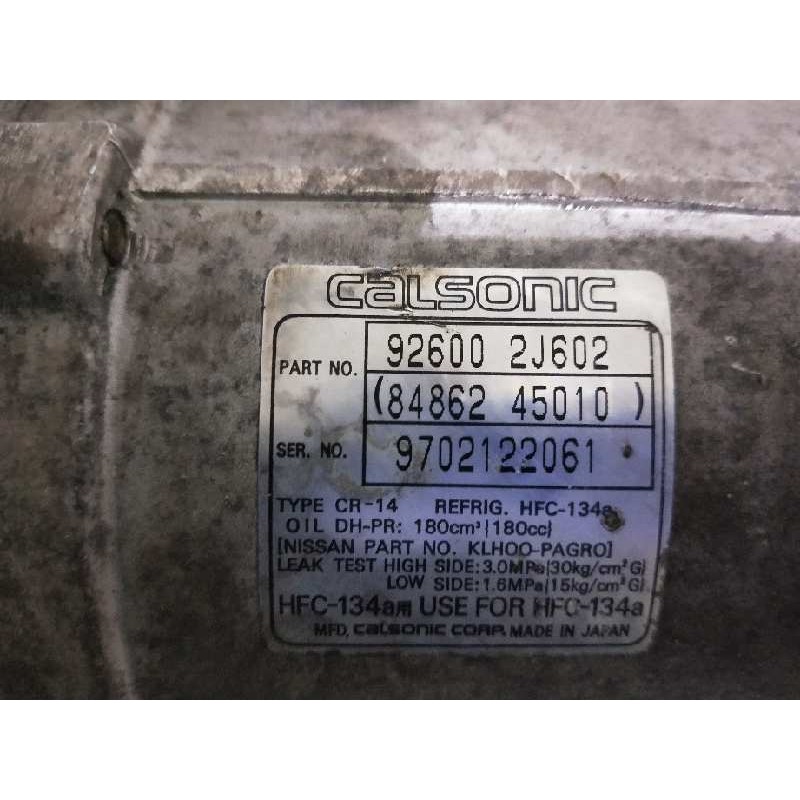 CALSONIC
PART NO. 92600 2J602
(84862 45010)
SER. NO. 9702122061
TYPE CR-14 REFRIG. HFC-134a
OIL DH-PR: 180cm³{180cc}
[NISSAN PART NO. KLH00-PAGR0]
LEAK TEST HIGH SIDE: 3.0MPa{30kg/cm²G}
LOW SIDE: 1.6MPa{15kg/cm²G}
HFC-134a用 USE FOR HFC-134a
MFD. CALSONIC CORP. MADE IN JAPAN